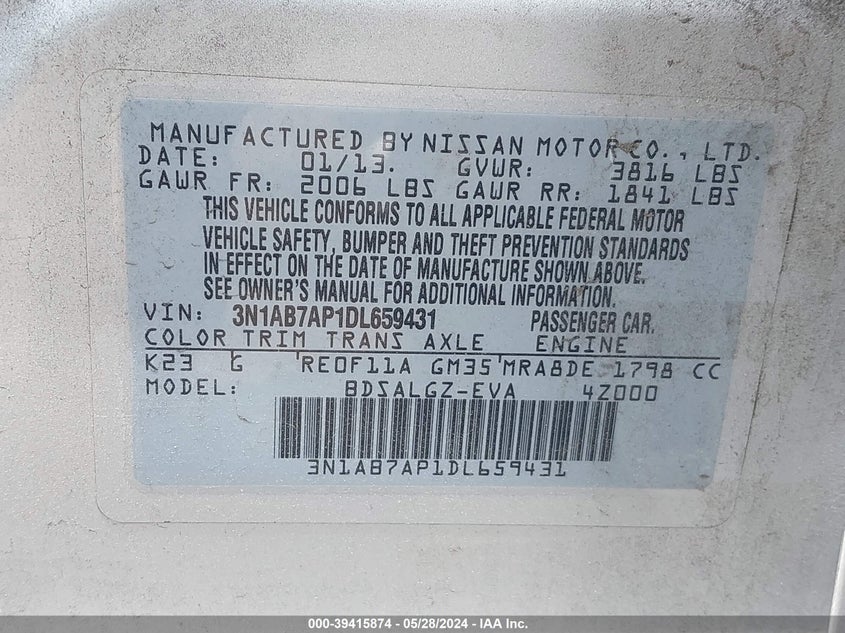 MANUFACTURED BY NISSAN MOTOR CO., LTD.
DATE: 01/13. GVWR: 3816 LBS
GAWR FR: 2006 LBS GAWR RR: 1841 LBS
THIS VEHICLE CONFORMS TO ALL APPLICABLE FEDERAL MOTOR
VEHICLE SAFETY, BUMPER AND THEFT PREVENTION STANDARDS
IN EFFECT ON THE DATE OF MANUFACTURE SHOWN ABOVE.
SEE OWNER'S MANUAL FOR ADDITIONAL INFORMATION.
VIN: 3N1AB7AP1DL659431 PASSENGER CAR.
COLOR TRIM TRANS AXLE ENGINE
K23 G RE0F11A GM35 MRA8DE 1798 CC
MODEL: BDSALGZ-EVA 4Z000
3N1AB7AP1DL659431
000-39415874 | 05/28/2024 | IAA Inc.